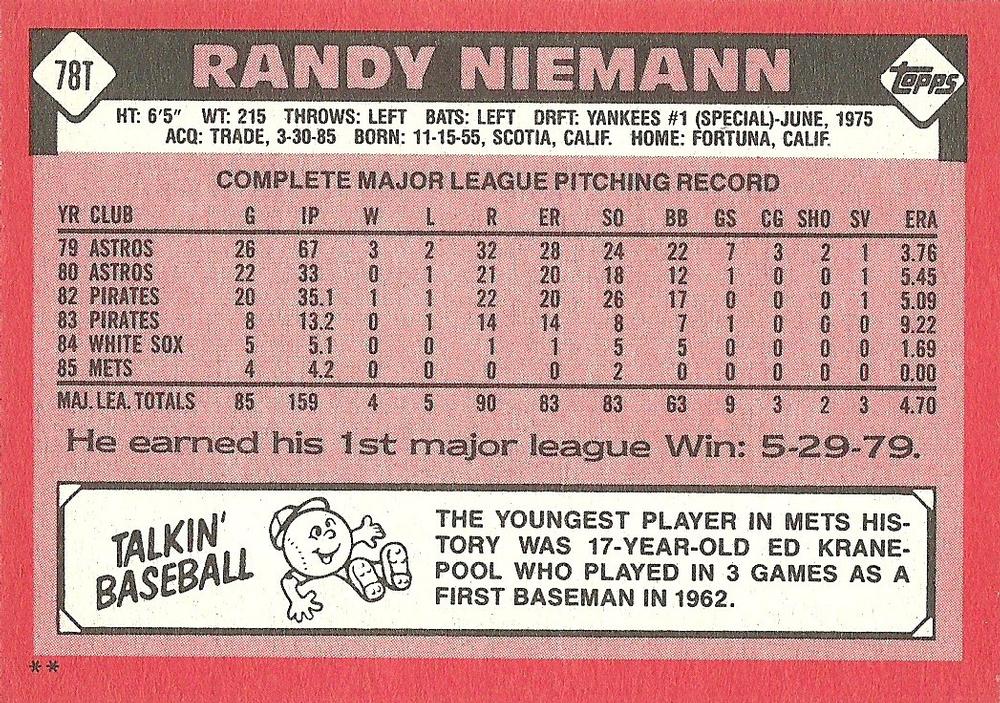 78T
RANDY NIEMANN
topps
HT: 6'5" WT: 215 THROWS: LEFT BATS: LEFT DRFT: YANKEES #1 (SPECIAL)-JUNE, 1975
ACQ: TRADE, 3-30-85 BORN: 11-15-55, SCOTIA, CALIF. HOME: FORTUNA, CALIF.
COMPLETE MAJOR LEAGUE PITCHING RECORD
YR CLUB G IP W L R ER SO BB GS CG SHO SV ERA
79 ASTROS 26 67 3 2 32 28 24 22 7 3 2 1 3.76
80 ASTROS 22 33 0 1 21 20 18 12 1 0 0 1 5.45
82 PIRATES 20 35.1 1 1 22 20 26 17 0 0 0 1 5.09
83 PIRATES 8 13.2 0 1 14 14 8 7 1 0 0 0 9.22
84 WHITE SOX 5 5.1 0 0 1 1 5 5 0 0 0 0 1.69
85 METS 4 4.2 0 0 0 0 2 0 0 0 0 0 0.00
MAJ. LEA. TOTALS 85 159 4 5 90 83 83 63 9 3 2 3 4.70
He earned his 1st major league Win: 5-29-79.
TALKIN'
BASEBALL
THE YOUNGEST PLAYER IN METS HIS-
TORY WAS 17-YEAR-OLD ED KRANE-
POOL WHO PLAYED IN 3 GAMES AS A
FIRST BASEMAN IN 1962.
**